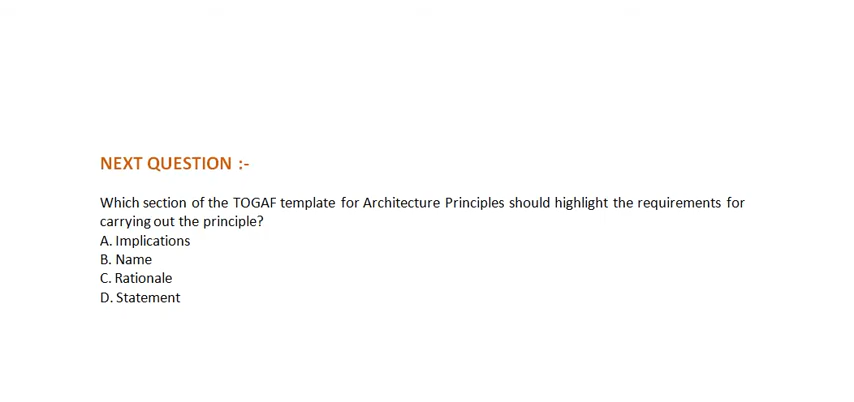 NEXT QUESTION :-
Which section of the TOGAF template for Architecture Principles should highlight the requirements for
carrying out the principle?
A. Implications
B. Name
C. Rationale
D. Statement